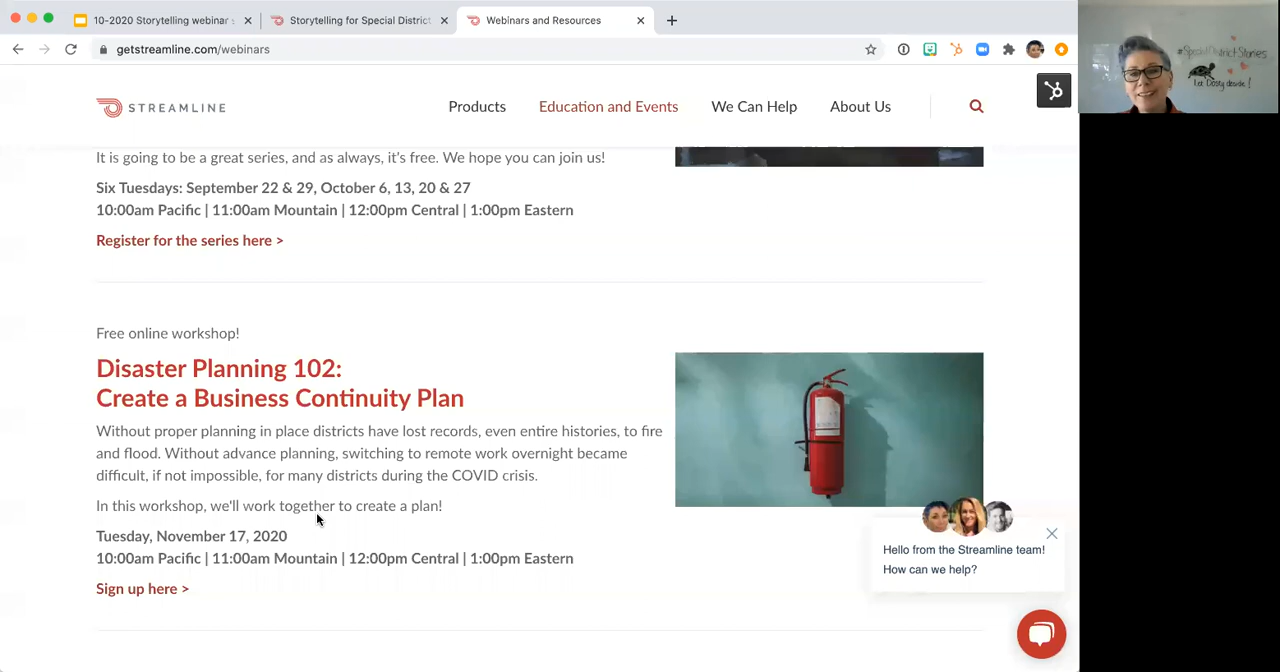 10-2020 Storytelling webinar
Storytelling for Special District
Webinars and Resources
getstreamline.com/webinars
STREAMLINE
Products
Education and Events
We Can Help
About Us
#SpecialDistrictStories
It is going to be a great series, and as always, it's free. We hope you can join us!
Six Tuesdays: September 22 & 29, October 6, 13, 20 & 27
10:00am Pacific | 11:00am Mountain | 12:00pm Central | 1:00pm Eastern
Register for the series here >
Free online workshop!
Disaster Planning 102:
Create a Business Continuity Plan
Without proper planning in place districts have lost records, even entire histories, to fire
and flood. Without advance planning, switching to remote work overnight became
difficult, if not impossible, for many districts during the COVID crisis.
In this workshop, we'll work together to create a plan!
Tuesday, November 17, 2020
10:00am Pacific | 11:00am Mountain | 12:00pm Central | 1:00pm Eastern
Sign up here >
Hello from the Streamline team!
How can we help?